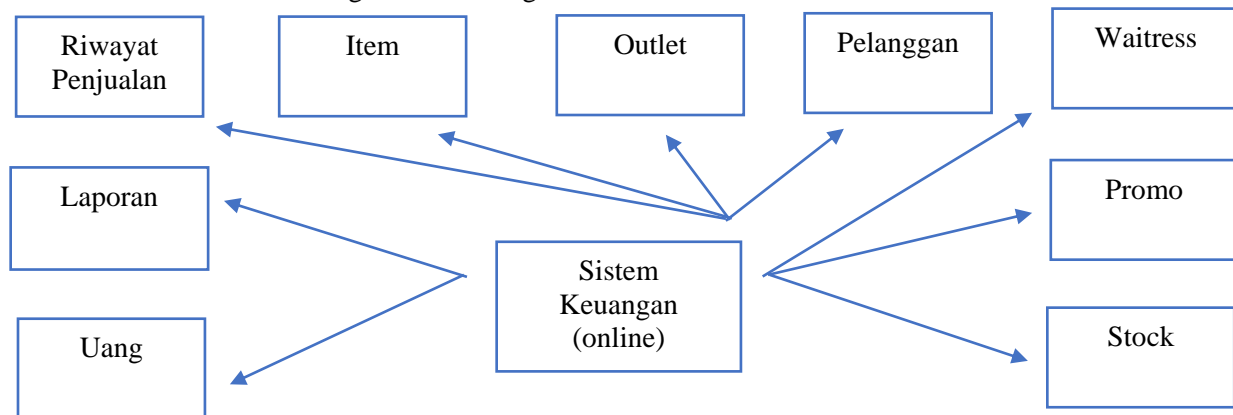 Riwayat
Penjualan
Item
Outlet
Pelanggan
Waitress
Laporan
Promo
Sistem
Keuangan
(online)
Uang
Stock